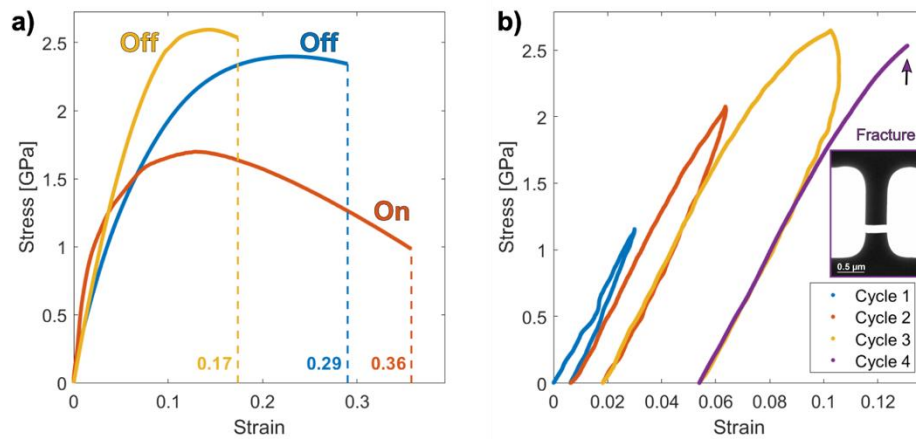 a)
Off
Off
On
0.17
0.29
0.36
Stress [GPa]
2.5
2
1.5
1
0.5
0
0
0.1
0.2
0.3
Strain
b)
Stress [GPa]
2.5
2
1.5
1
0.5
0
0
0.02
0.04
0.06
0.08
0.1
0.12
Strain
Fracture
0.5 μm
Cycle 1
Cycle 2
Cycle 3
Cycle 4